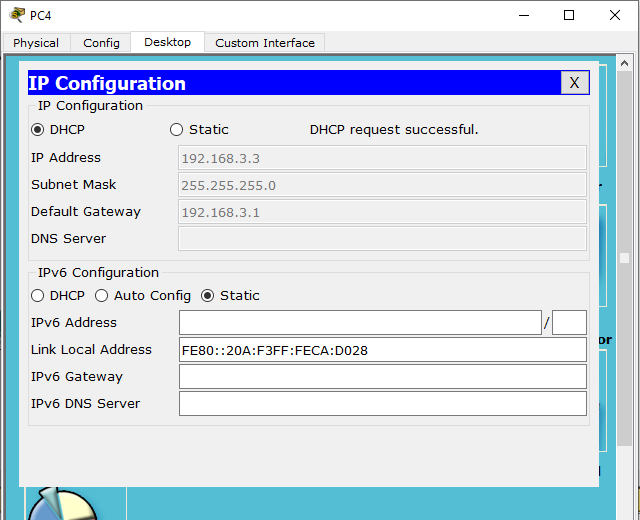 PC4
Physical Config Desktop Custom Interface
IP Configuration
X
IP Configuration
DHCP Static DHCP request successful.
IP Address 192.168.3.3
Subnet Mask 255.255.255.0
Default Gateway 192.168.3.1
DNS Server
IPv6 Configuration
DHCP Auto Config Static
IPv6 Address /
Link Local Address FE80::20A:F3FF:FECA:D028
IPv6 Gateway
IPv6 DNS Server